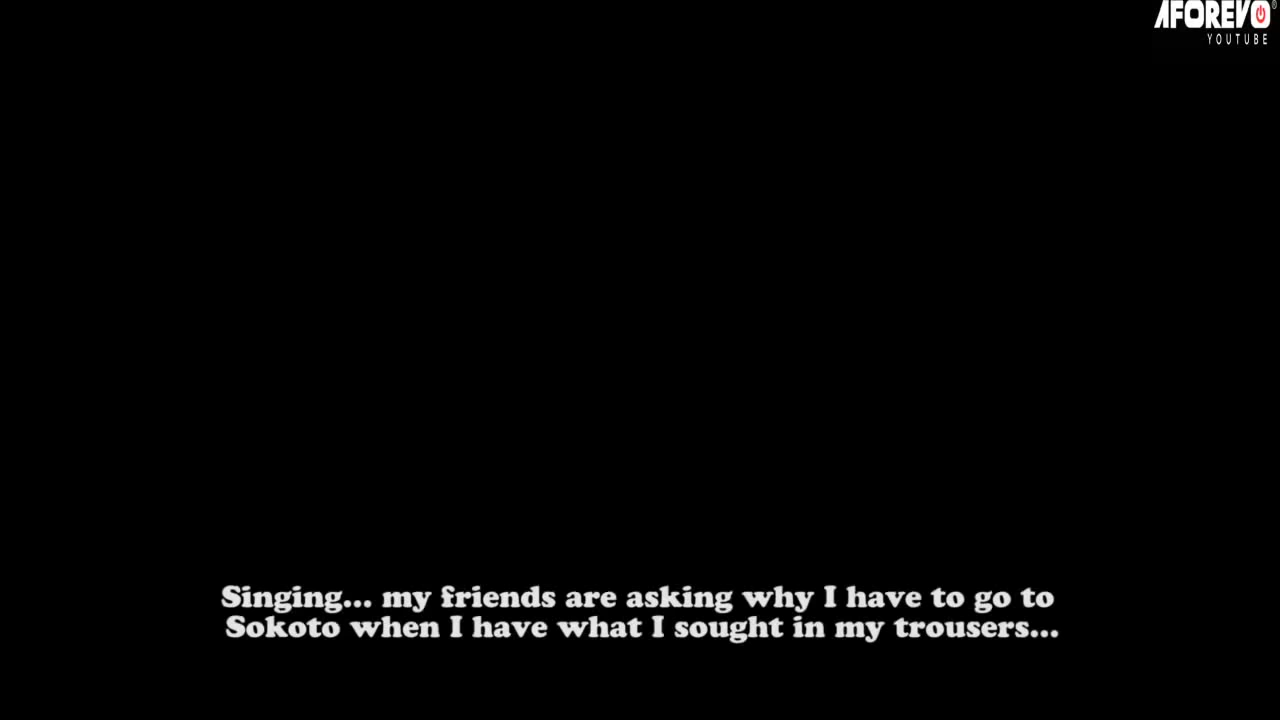 AFOREVO
YOUTUBE
Singing... my friends are asking why I have to go to
Sokoto when I have what I sought in my trousers...